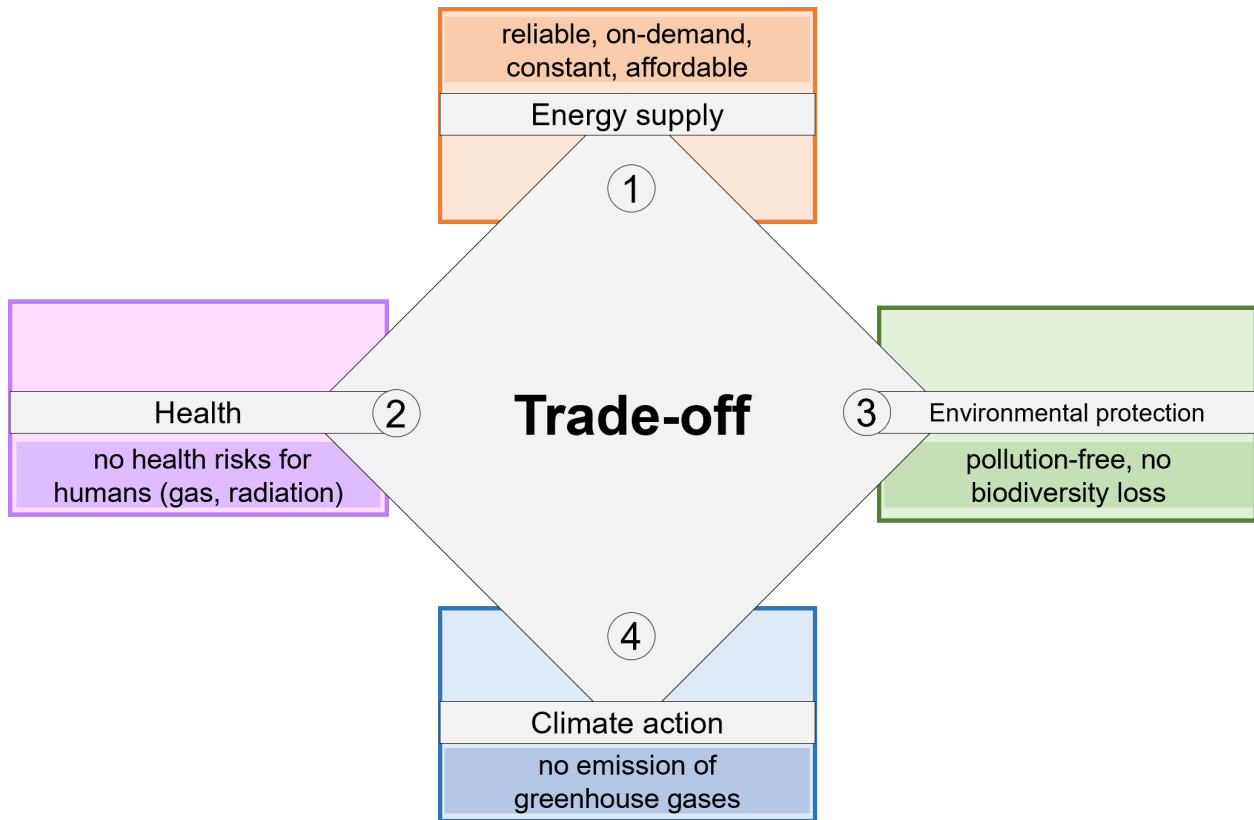 reliable, on-demand,
constant, affordable
Energy supply
1
Health
2
Trade-off
3
Environmental protection
no health risks for
humans (gas, radiation)
pollution-free, no
biodiversity loss
4
Climate action
no emission of
greenhouse gases